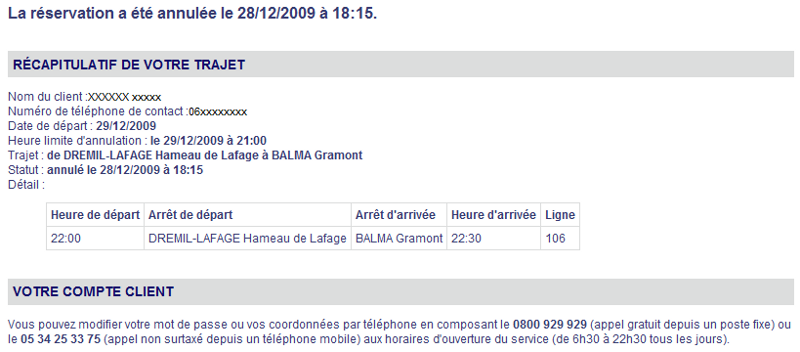 La réservation a été annulée le 28/12/2009 à 18:15.
RÉCAPITULATIF DE VOTRE TRAJET
Nom du client :XXXXXX xxxxx
Numéro de téléphone de contact :06xxxxxxxx
Date de départ : 29/12/2009
Heure limite d'annulation : le 29/12/2009 à 21:00
Trajet : de DREMIL-LAFAGE Hameau de Lafage à BALMA Gramont
Statut : annulé le 28/12/2009 à 18:15
Détail :
Heure de départ Arrêt de départ Arrêt d'arrivée Heure d'arrivée Ligne
22:00 DREMIL-LAFAGE Hameau de Lafage BALMA Gramont 22:30 106
VOTRE COMPTE CLIENT
Vous pouvez modifier votre mot de passe ou vos coordonnées par téléphone en composant le 0800 929 929 (appel gratuit depuis un poste fixe) ou
le 05 34 25 33 75 (appel non surtaxé depuis un téléphone mobile) aux horaires d'ouverture du service (de 6h30 à 22h30 tous les jours).